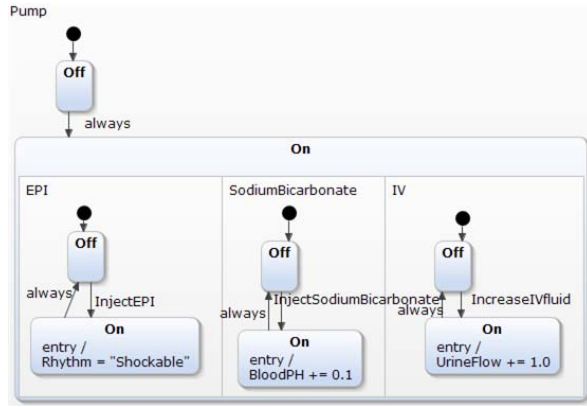 Pump
Off
always
On
EPI
SodiumBicarbonate
IV
Off
Off
Off
always
InjectEPI
always
InjectSodiumBicarbonate
always
IncreaseIVfluid
On
entry /
Rhythm = "Shockable"
On
entry /
BloodPH += 0.1
On
entry /
UrineFlow += 1.0